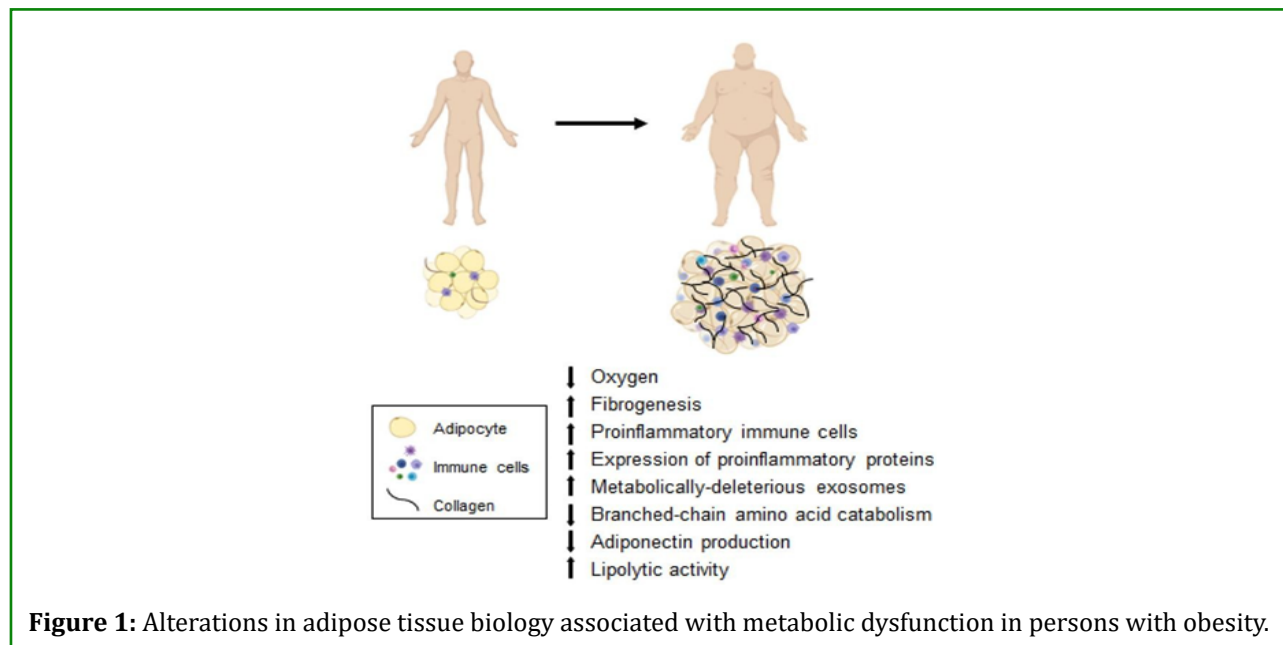 ↓ Oxygen
↑ Fibrogenesis
↑ Proinflammatory immune cells
↑ Expression of proinflammatory proteins
↑ Metabolically-deleterious exosomes
↓ Branched-chain amino acid catabolism
↓ Adiponectin production
↑ Lipolytic activity
Adipocyte
Immune cells
Collagen
Figure 1: Alterations in adipose tissue biology associated with metabolic dysfunction in persons with obesity.